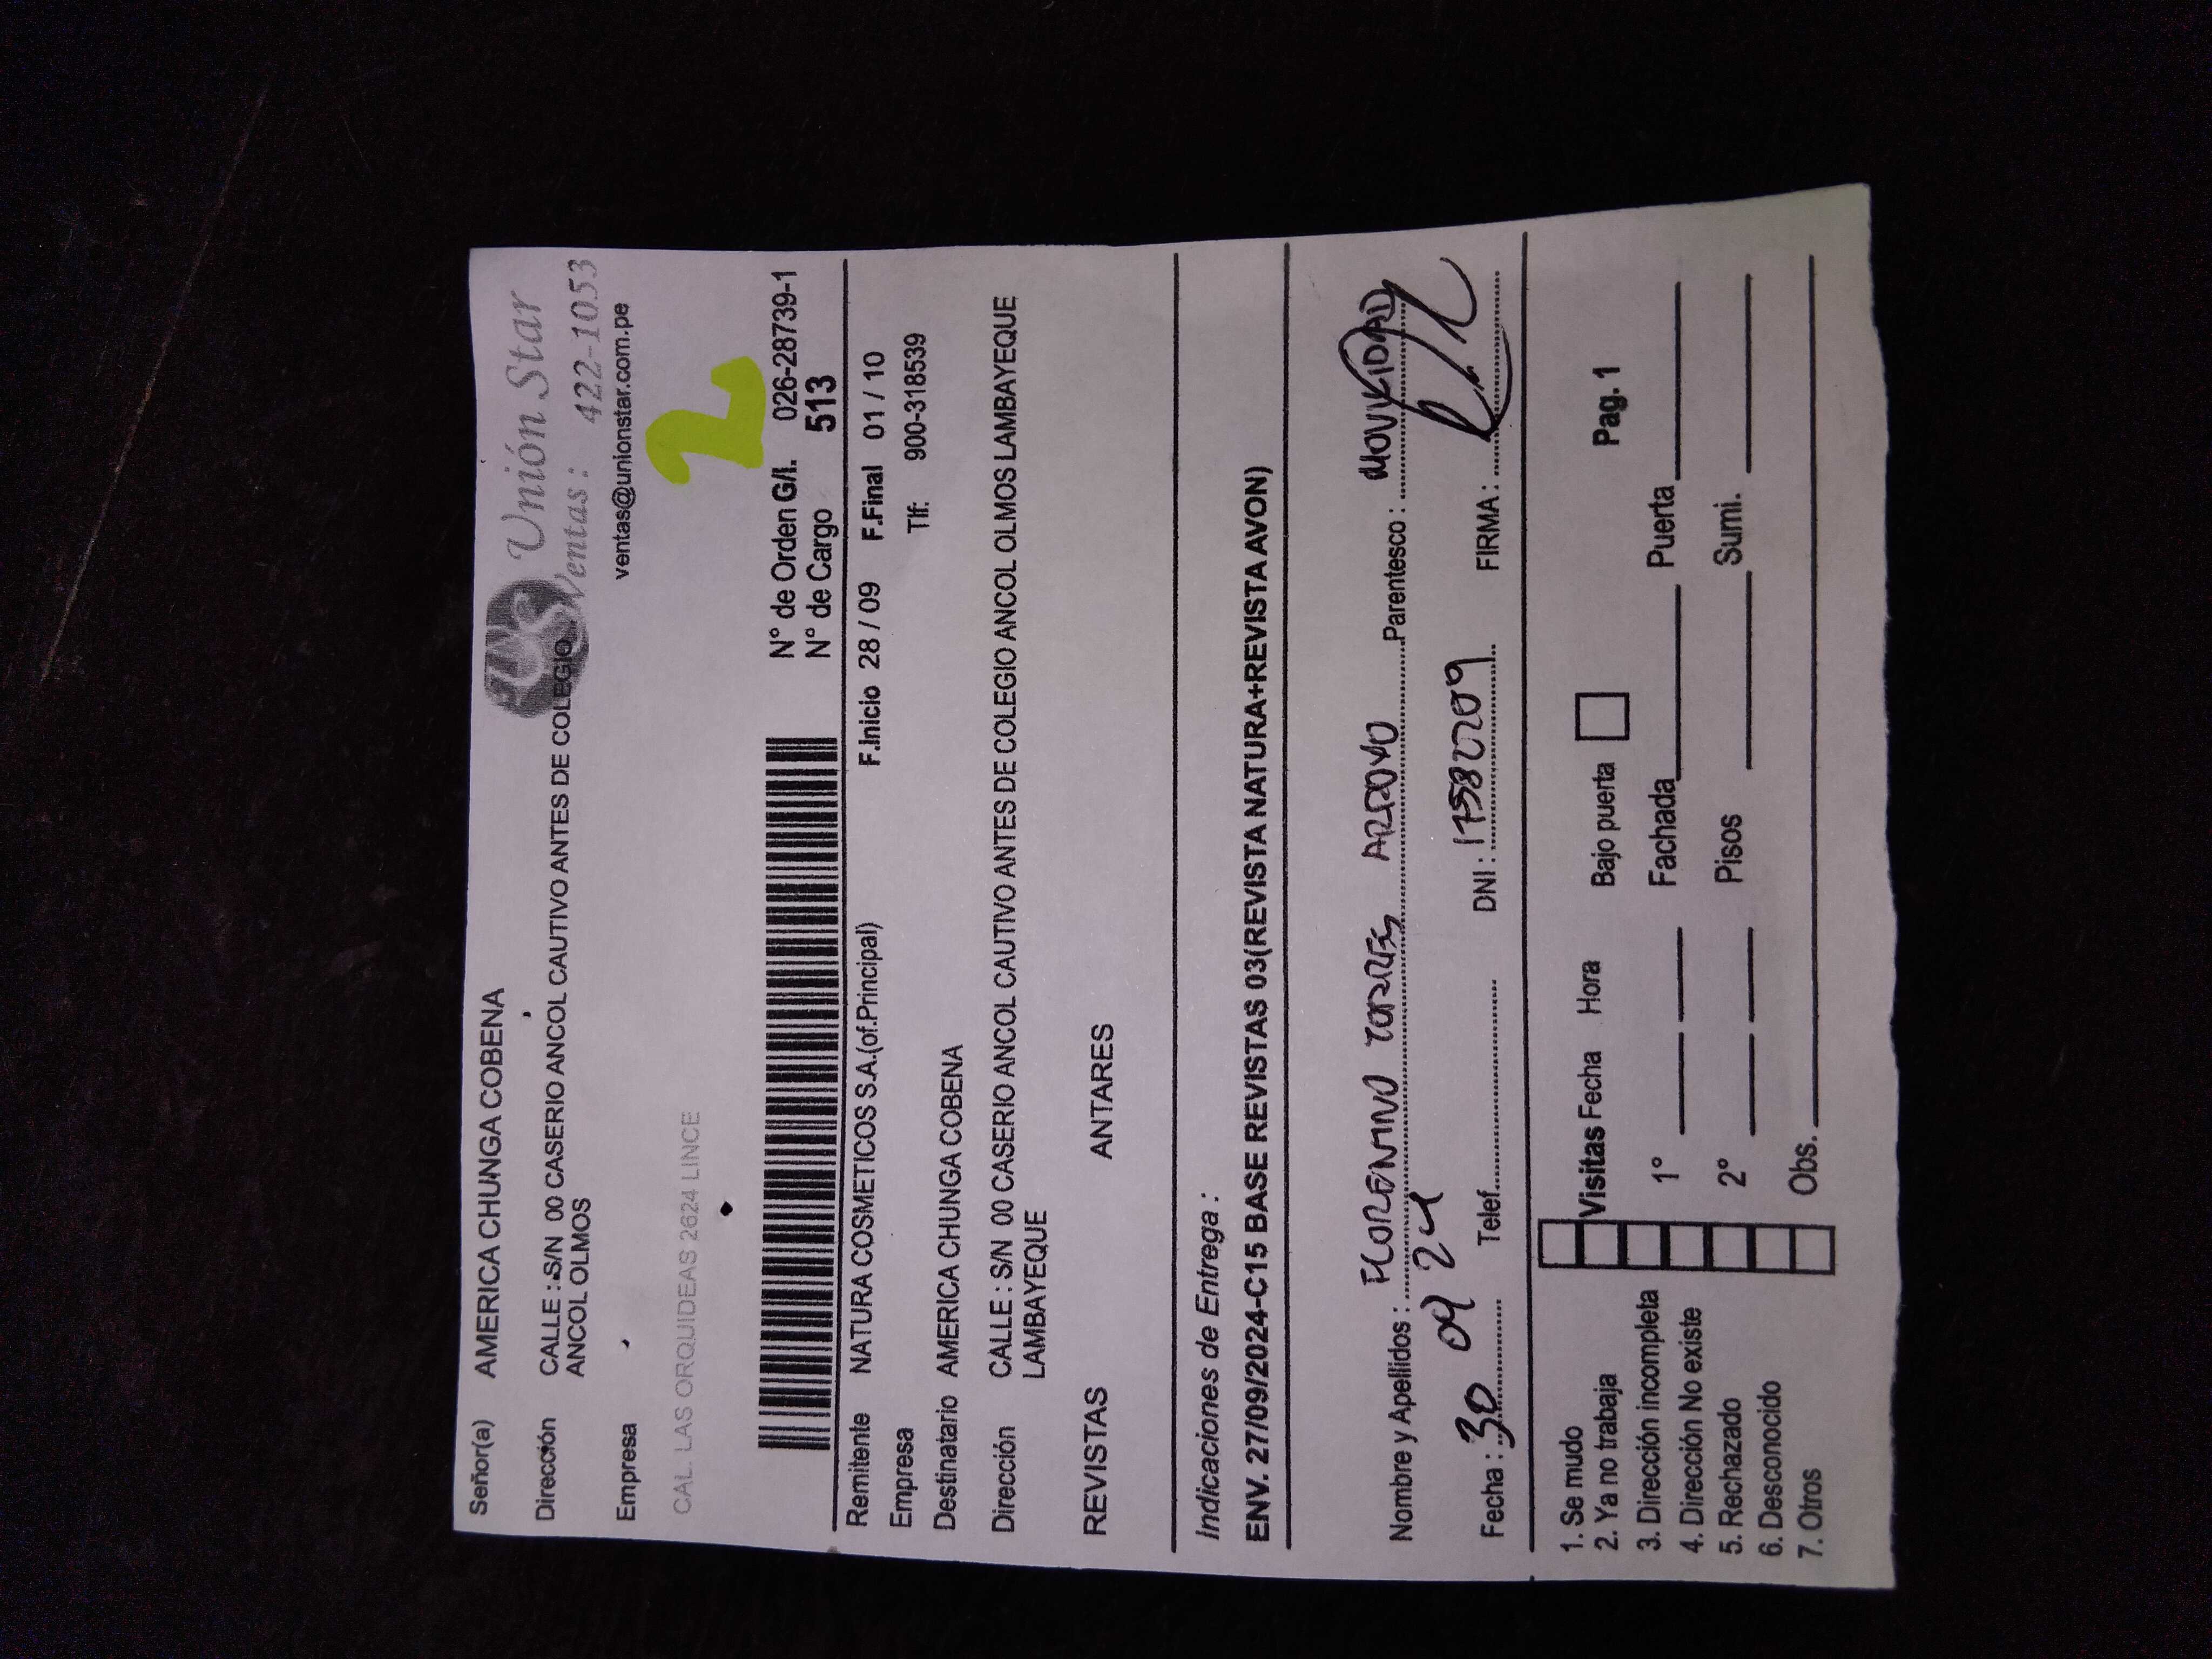 Señor(a) AMERICA CHUNGA COBENA
Unión Star
Ventas: 422-1053
ventas@unionstar.com.pe
Dirección CALLE : S/N 00 CASERIO ANCOL CAUTIVO ANTES DE COLEGIO
ANCOL OLMOS
Empresa
CAL. LAS ORQUIDEAS 2624 LINCE
2
N° de Orden G/I. 026-28739-1
N° de Cargo 513
Remitente NATURA COSMETICOS S.A.(of.Principal) F.Inicio 28 / 09 F.Final 01 / 10
Empresa Tlf: 900-318539
Destinatario AMERICA CHUNGA COBENA
Dirección CALLE : S/N 00 CASERIO ANCOL CAUTIVO ANTES DE COLEGIO ANCOL OLMOS LAMBAYEQUE
LAMBAYEQUE
REVISTAS ANTARES
Indicaciones de Entrega :
ENV. 27/09/2024-C15 BASE REVISTAS 03(REVISTA NATURA+REVISTA AVON)
Nombre y Apellidos : FLORENTINO TORRES ARROYO Parentesco : MOVILIDAD
Fecha : 30 09 24 Telef. DNI : 17582209 FIRMA :
1. Se mudo
2. Ya no trabaja
3. Dirección incompleta
4. Dirección No existe
5. Rechazado
6. Desconocido
7. Otros
Visitas Fecha Hora Bajo puerta Pag. 1
1° Fachada Puerta
2° Pisos Sumi.
Obs.